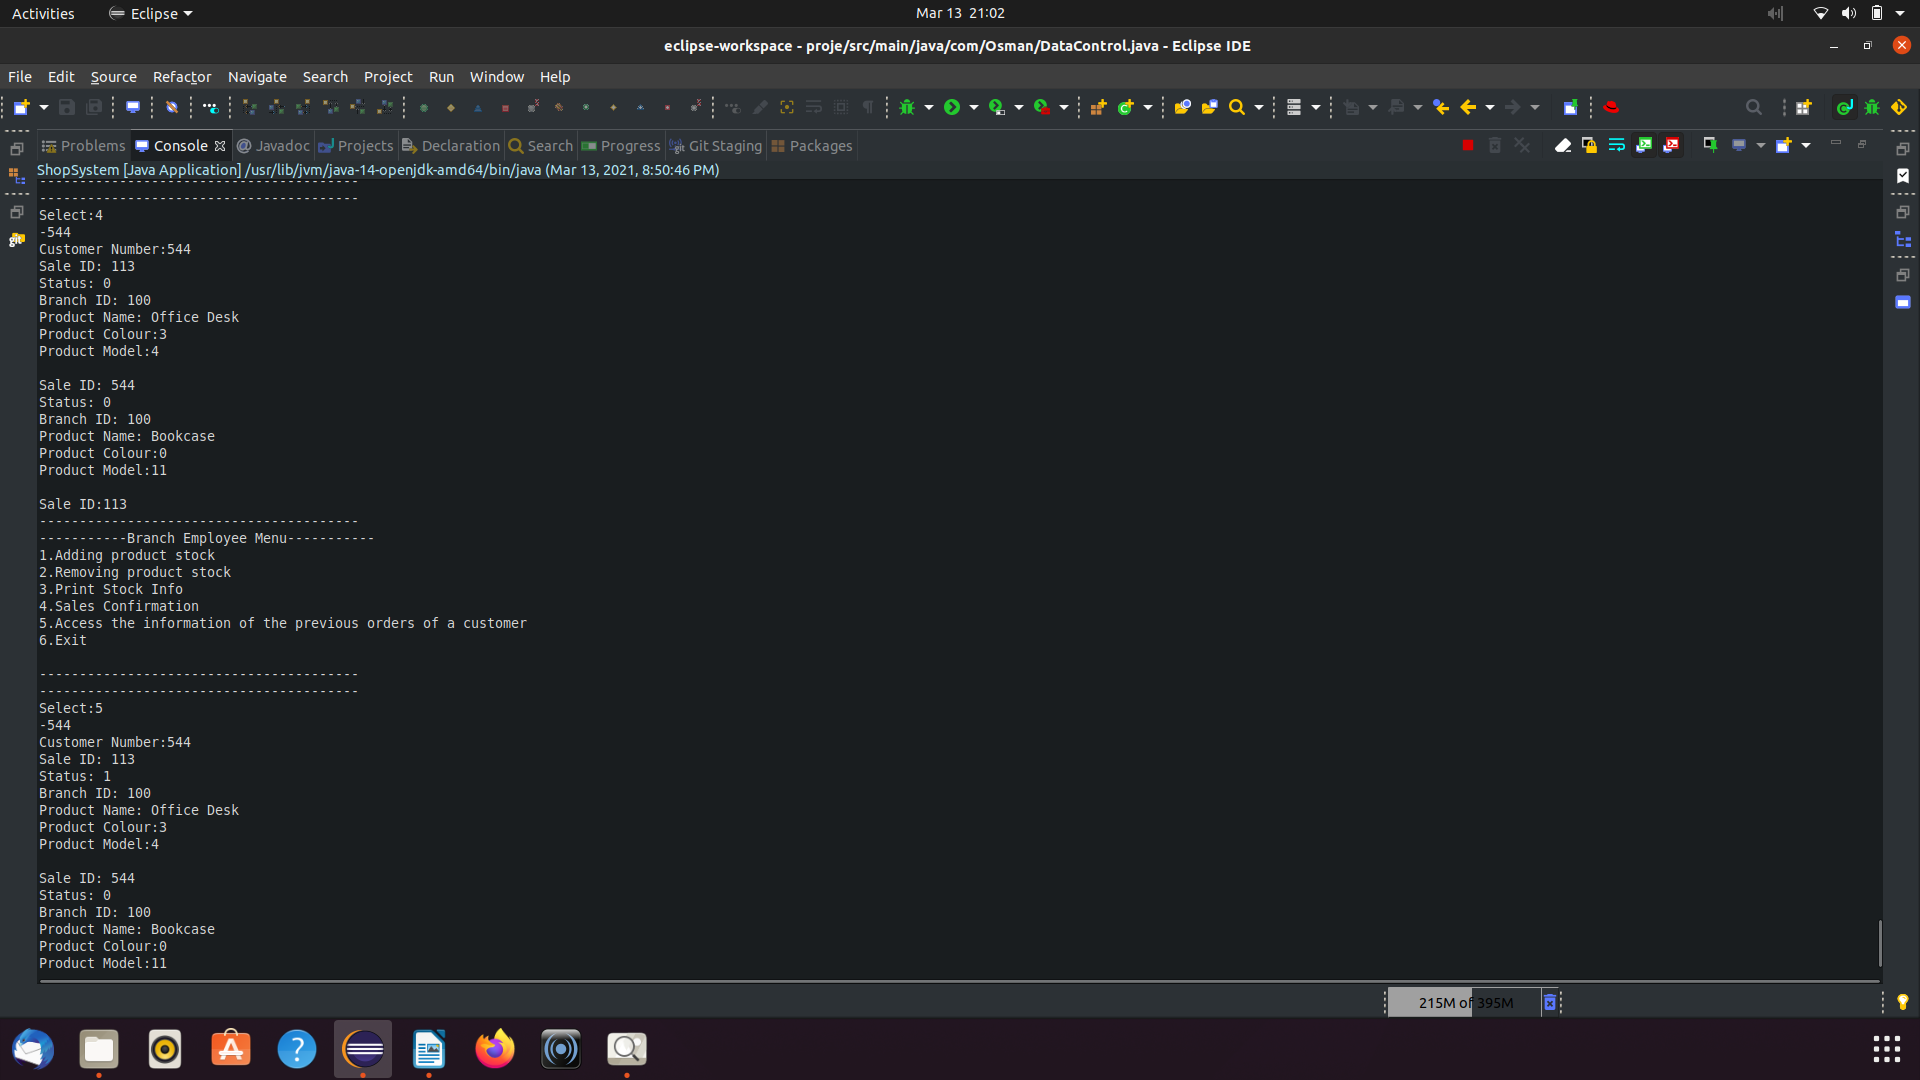 Activities
Eclipse
Mar 13 21:02
eclipse-workspace - proje/src/main/java/com/Osman/DataControl.java - Eclipse IDE
File Edit Source Refactor Navigate Search Project Run Window Help
Problems Console Javadoc Projects Declaration Search Progress Git Staging Packages
ShopSystem [Java Application] /usr/lib/jvm/java-14-openjdk-amd64/bin/java (Mar 13, 2021, 8:50:46 PM)
----------------------------------------
----------------------------------------
Select:4
-544
Customer Number:544
Sale ID: 113
Status: 0
Branch ID: 100
Product Name: Office Desk
Product Colour:3
Product Model:4
Sale ID: 544
Status: 0
Branch ID: 100
Product Name: Bookcase
Product Colour:0
Product Model:11
Sale ID:113
----------------------------------------
-----------Branch Employee Menu-----------
1.Adding product stock
2.Removing product stock
3.Print Stock Info
4.Sales Confirmation
5.Access the information of the previous orders of a customer
6.Exit
----------------------------------------
----------------------------------------
Select:5
-544
Customer Number:544
Sale ID: 113
Status: 1
Branch ID: 100
Product Name: Office Desk
Product Colour:3
Product Model:4
Sale ID: 544
Status: 0
Branch ID: 100
Product Name: Bookcase
Product Colour:0
Product Model:11
215M of 395M